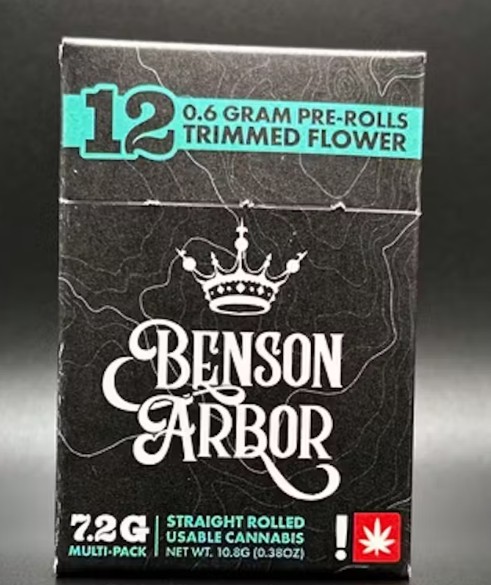 12 0.6 GRAM PRE-ROLLS
TRIMMED FLOWER
BENSON
ARBOR
7.2G
MULTI-PACK
STRAIGHT ROLLED
USABLE CANNABIS
NET WT. 10.8G (0.38OZ)
!